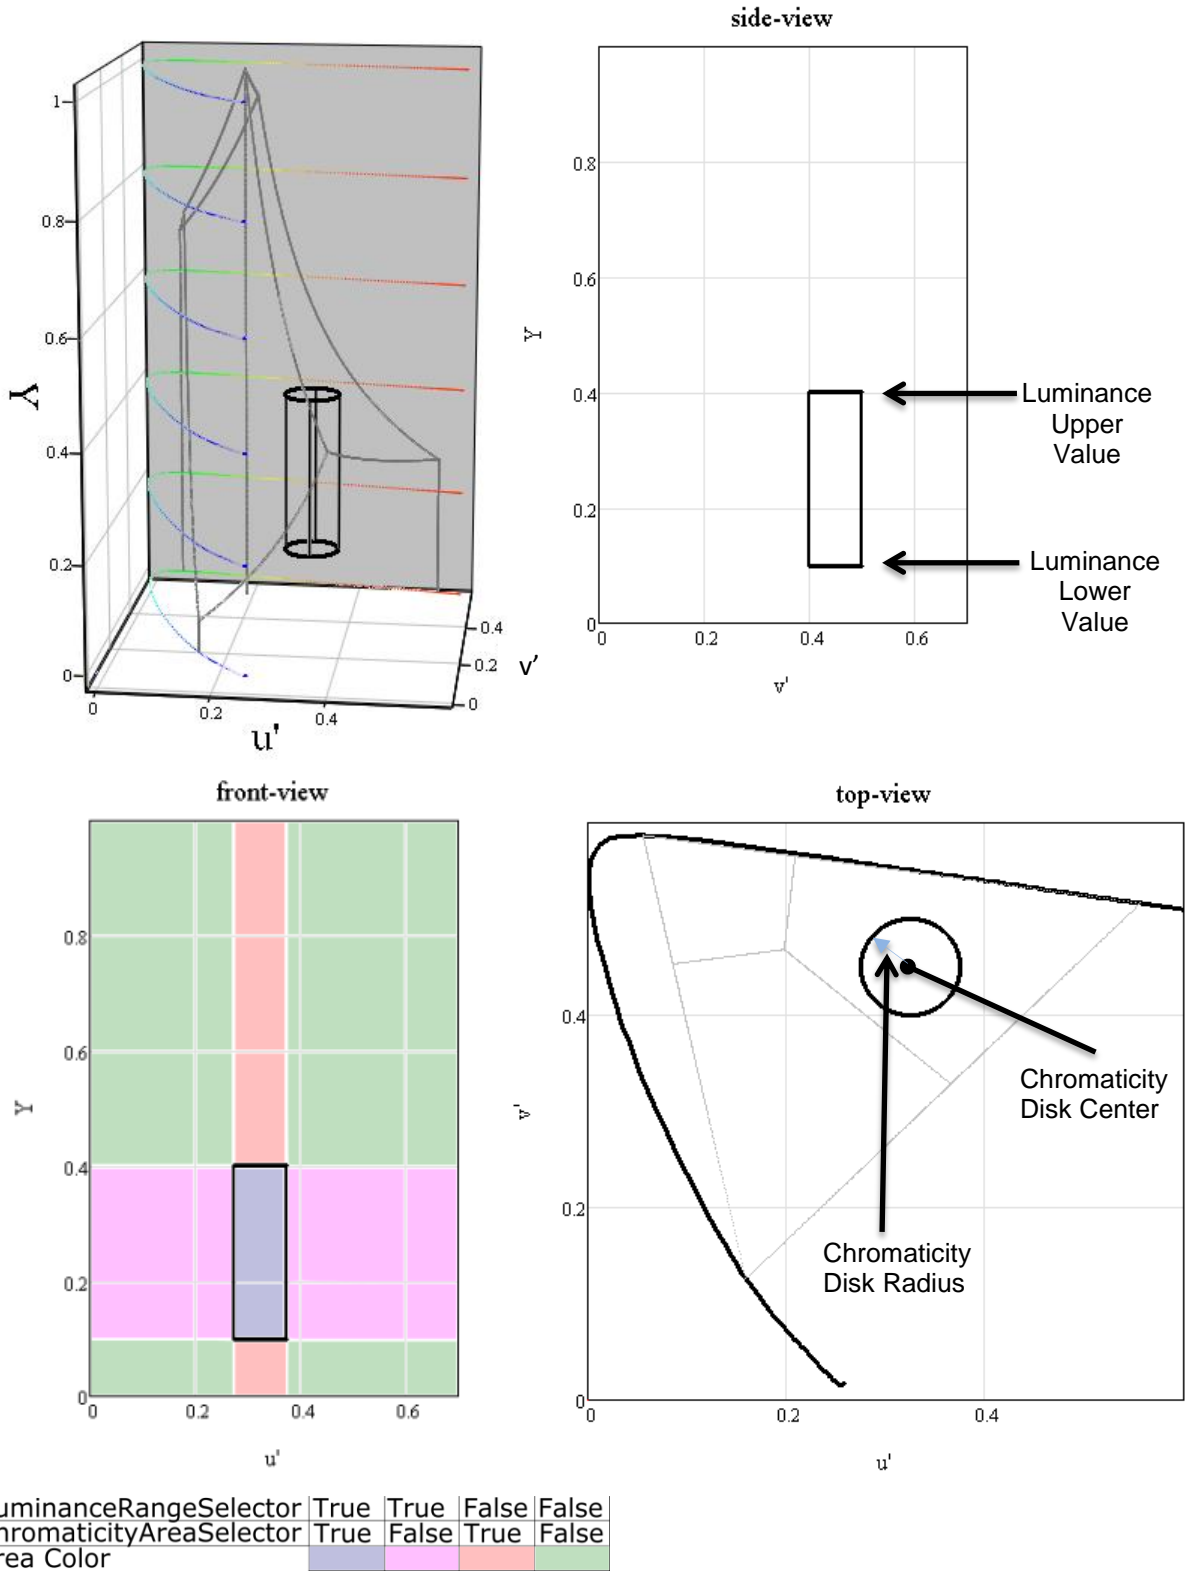 side-view
1
0.8
0.6
0.4
0.2
0
Y
0
0.2
0.4
u'
0.4
0.2
0
v'
0.8
0.6
0.4
0.2
0
Y
0
0.2
0.4
0.6
v'
Luminance
Upper
Value
Luminance
Lower
Value
front-view
0.8
0.6
0.4
0.2
0
Y
0
0.2
0.4
0.6
u'
top-view
0.4
0.2
0
v'
0
0.2
0.4
u'
Chromaticity
Disk Center
Chromaticity
Disk Radius
uminanceRangeSelector True True False False
hromaticityAreaSelector True False True False
rea Color